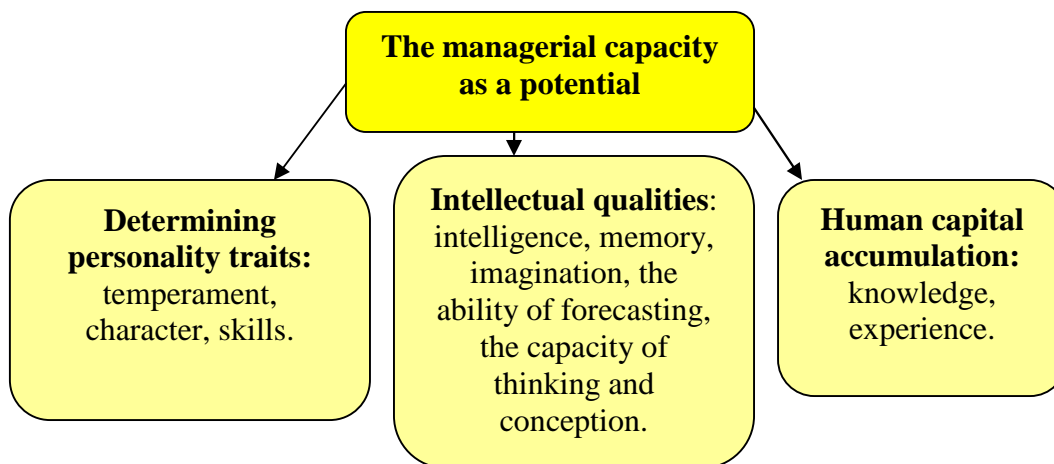 The managerial capacity
as a potential
Determining
personality traits:
temperament,
character, skills.
Intellectual qualities:
intelligence, memory,
imagination, the
ability of forecasting,
the capacity of
thinking and
conception.
Human capital
accumulation:
knowledge,
experience.